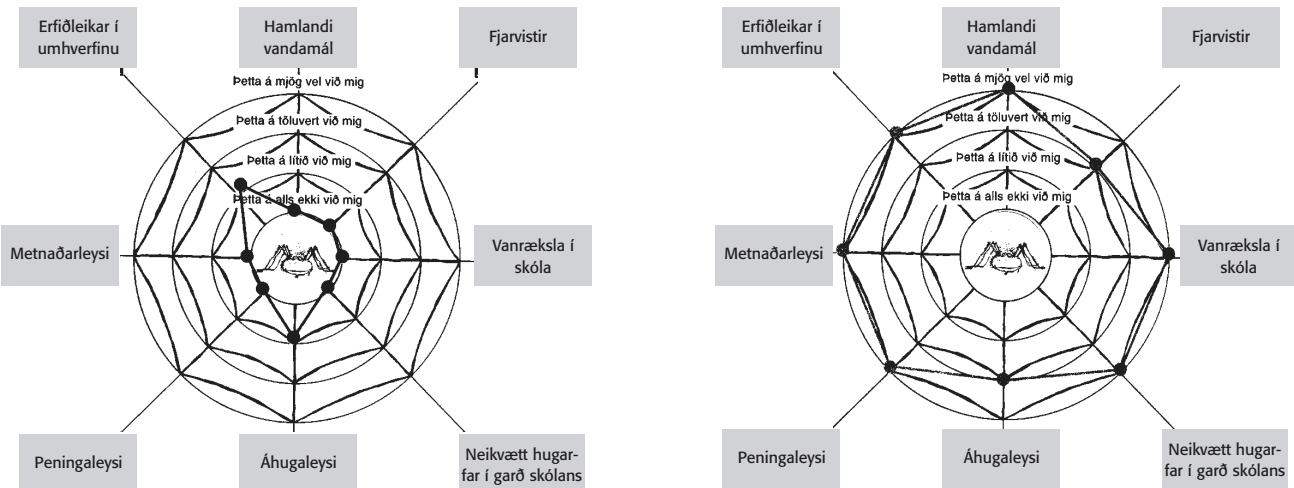 Erfiðleikar í
umhverfinu
Hamlandi
vandamál
Fjarvistir
Þetta á mjög vel við mig
Þetta á töluvert við mig
Þetta á lítið við mig
Þetta á alls ekki við mig
Metnaðarleysi
Vanræksla í
skóla
Peningaleysi
Áhugaleysi
Neikvætt hugar-
far í garð skólans
Erfiðleikar í
umhverfinu
Hamlandi
vandamál
Fjarvistir
Þetta á mjög vel við mig
Þetta á töluvert við mig
Þetta á lítið við mig
Þetta á alls ekki við mig
Metnaðarleysi
Vanræksla í
skóla
Peningaleysi
Áhugaleysi
Neikvætt hugar-
far í garð skólans